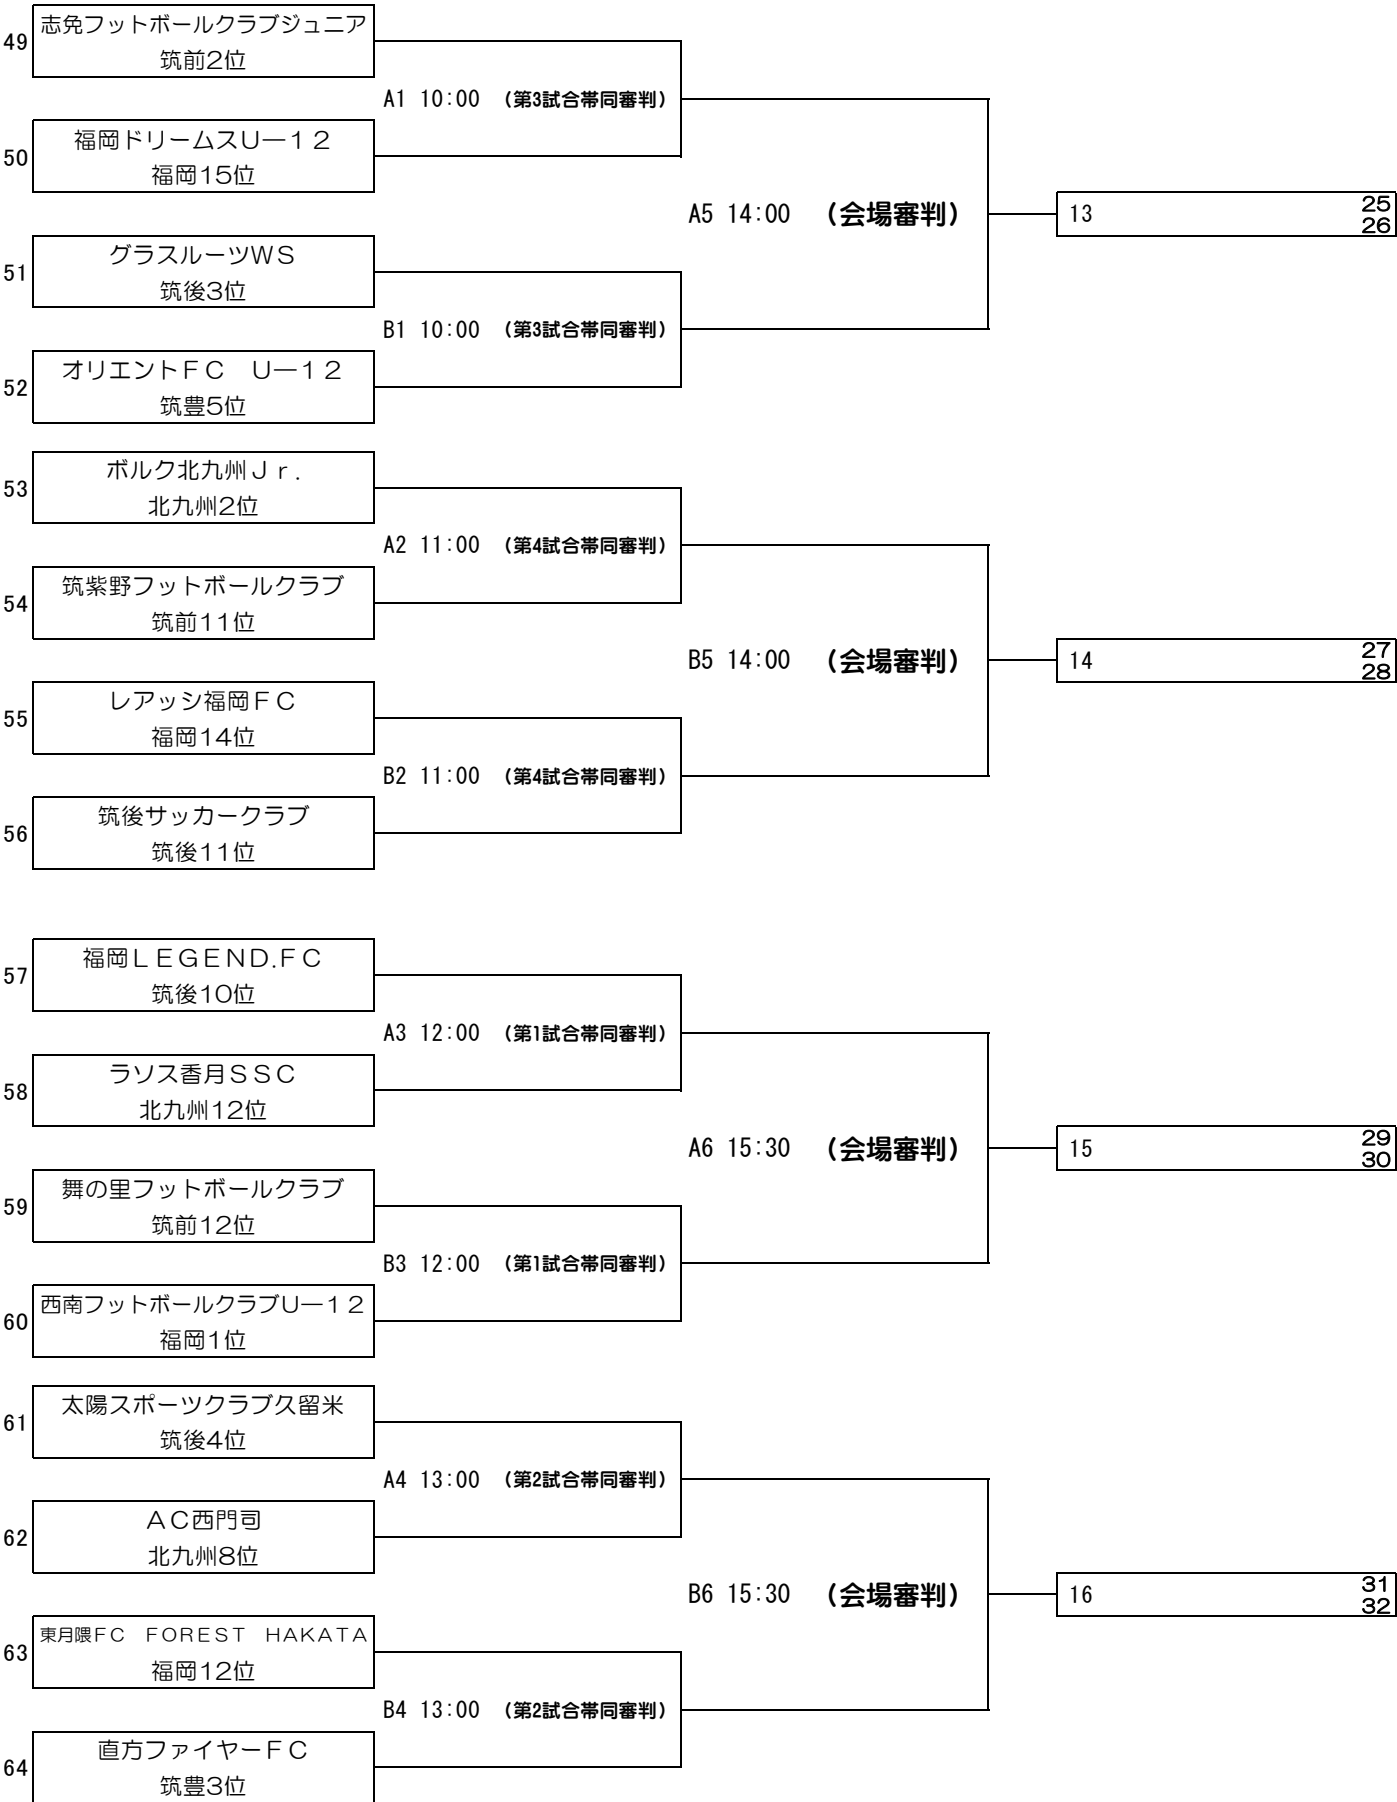 49
志免フットボールクラブジュニア
筑前2位
A1 10:00 (第3試合帯同審判)
50
福岡ドリームスU―12
福岡15位
A5 14:00 (会場審判)
13
25
26
51
グラスルーツWS
筑後3位
B1 10:00 (第3試合帯同審判)
52
オリエントFC U―12
筑豊5位
53
ボルク北九州Jr.
北九州2位
A2 11:00 (第4試合帯同審判)
54
筑紫野フットボールクラブ
筑前11位
B5 14:00 (会場審判)
14
27
28
55
レアッシ福岡FC
福岡14位
B2 11:00 (第4試合帯同審判)
56
筑後サッカークラブ
筑後11位
57
福岡LEGEND.FC
筑後10位
A3 12:00 (第1試合帯同審判)
58
ラソス香月SSC
北九州12位
A6 15:30 (会場審判)
15
29
30
59
舞の里フットボールクラブ
筑前12位
B3 12:00 (第1試合帯同審判)
60
西南フットボールクラブU―12
福岡1位
61
太陽スポーツクラブ久留米
筑後4位
A4 13:00 (第2試合帯同審判)
62
AC西門司
北九州8位
B6 15:30 (会場審判)
16
31
32
63
東月隈FC FOREST HAKATA
福岡12位
B4 13:00 (第2試合帯同審判)
64
直方ファイヤーFC
筑豊3位